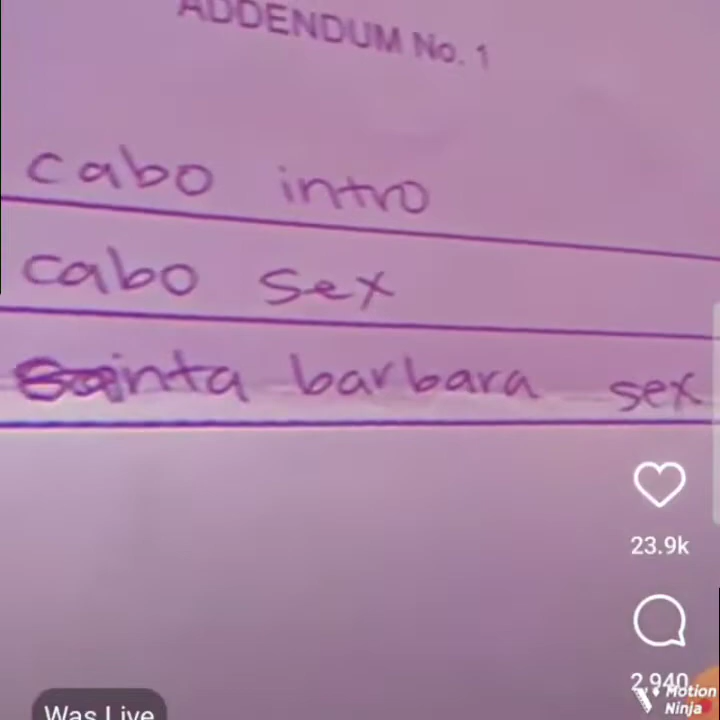 ADDENDUM No. 1
cabo intro
cabo sex
santa barbara sex
23.9k
2,940
Motion
Ninja
Was Live